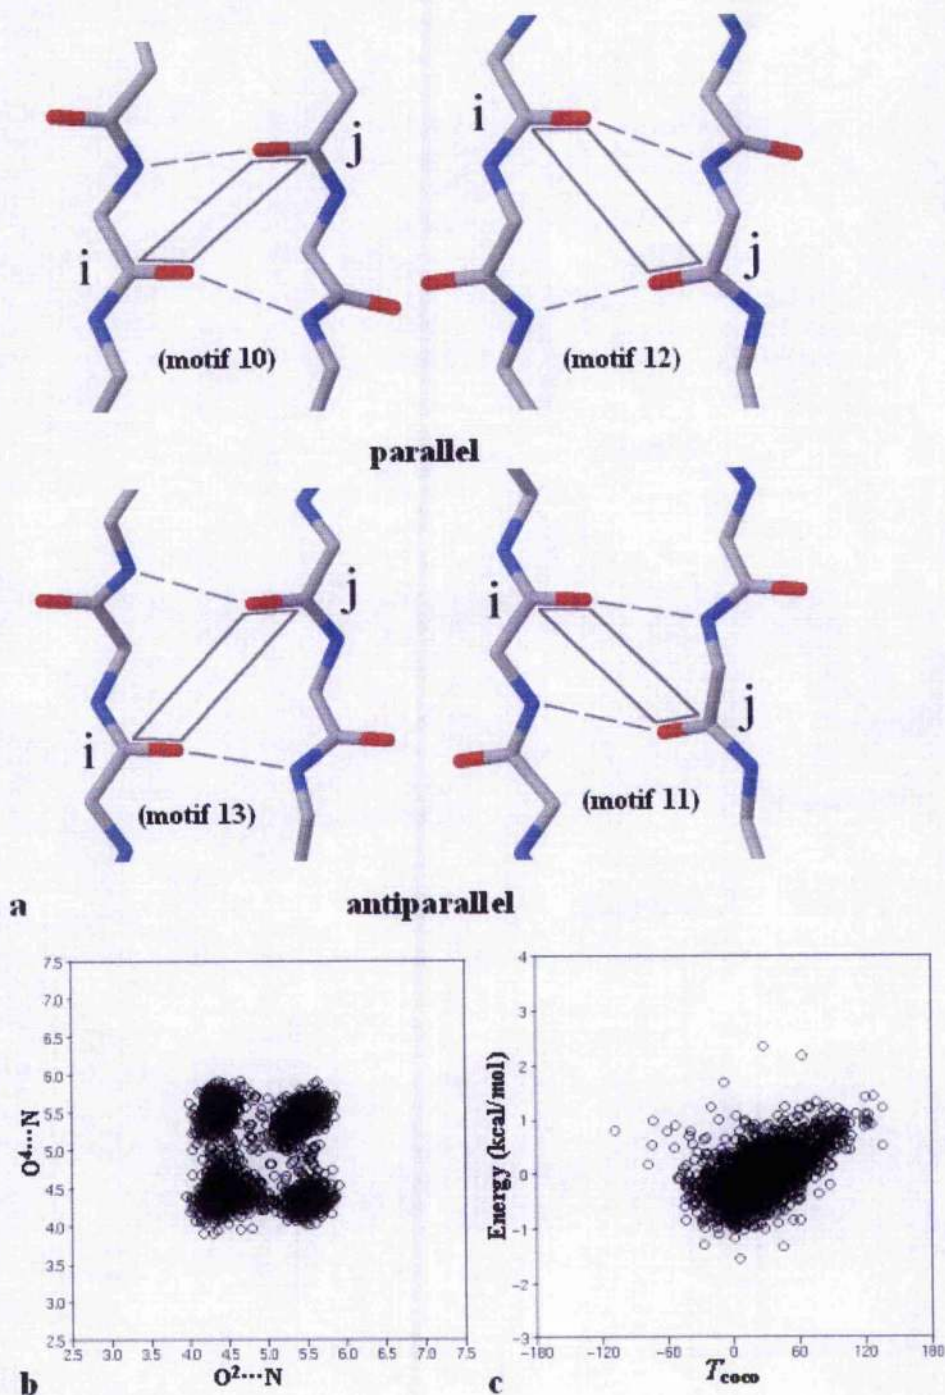 i
j
(motif 10)
i
j
(motif 12)
parallel
i
j
(motif 13)
i
j
(motif 11)
a
antiparallel
7.5
7.0
6.5
6.0
5.5
5.0
4.5
4.0
3.5
3.0
2.5
O⁴···N
2.5 3.0 3.5 4.0 4.5 5.0 5.5 6.0 6.5 7.0 7.5
O²···N
b
4
3
2
1
0
-1
-2
-3
Energy (kcal/mol)
-180 -120 -60 0 60 120 180
T'coco
c